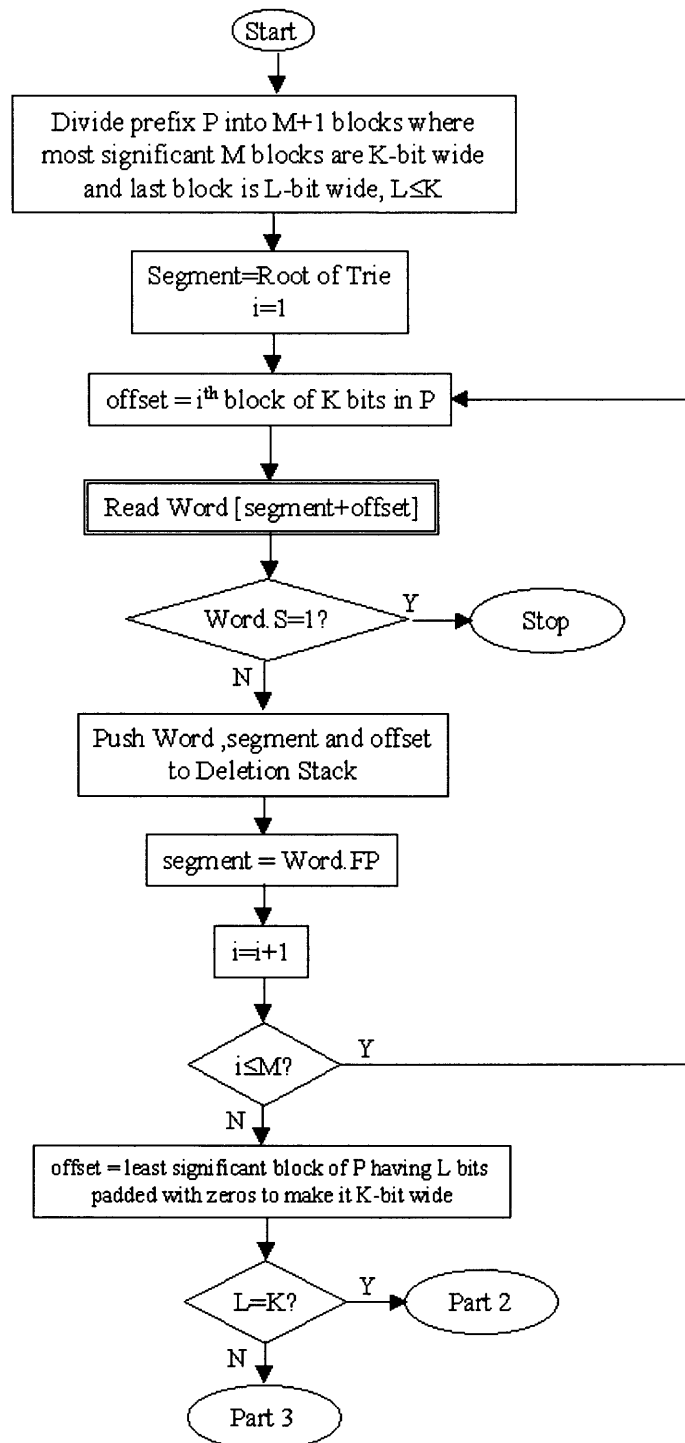 Start
Divide prefix P into M+1 blocks where
most significant M blocks are K-bit wide
and last block is L-bit wide, L≤K
Segment=Root of Trie
i=1
offset = iᵗʰ block of K bits in P
Read Word [segment+offset]
Word.S=1?
Y
Stop
N
Push Word ,segment and offset
to Deletion Stack
segment = Word.FP
i=i+1
i≤M?
Y
N
offset = least significant block of P having L bits
padded with zeros to make it K-bit wide
L=K?
Y
Part 2
N
Part 3